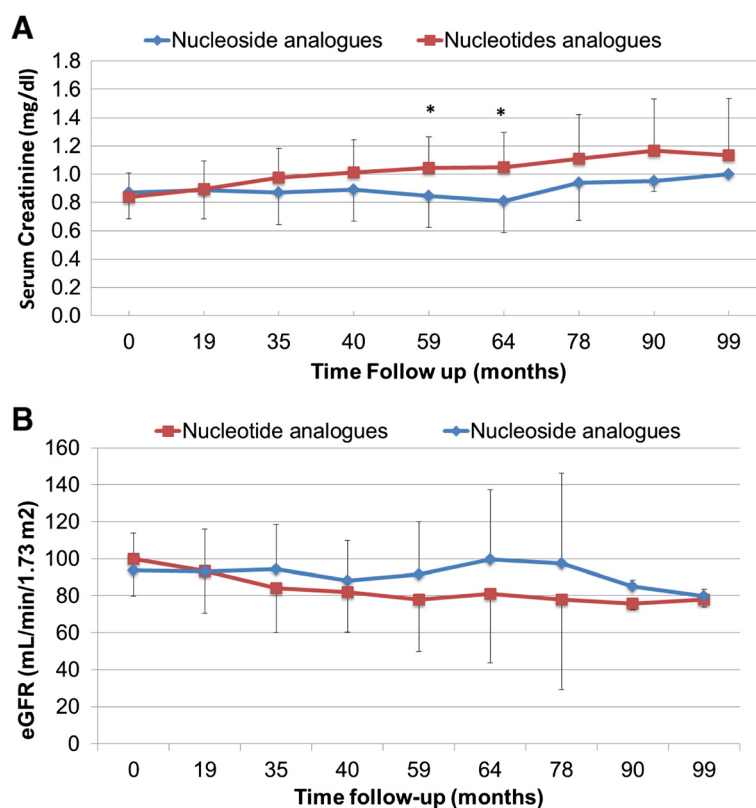 A
Nucleoside analogues Nucleotides analogues
Serum Creatinine (mg/dl)
1.8
1.6
1.4
1.2
1.0
0.8
0.6
0.4
0.2
0.0
* *
0 19 35 40 59 64 78 90 99
Time Follow up (months)
B
Nucleotide analogues Nucleoside analogues
eGFR (mL/min/1.73 m2)
160
140
120
100
80
60
40
20
0
0 19 35 40 59 64 78 90 99
Time follow-up (months)